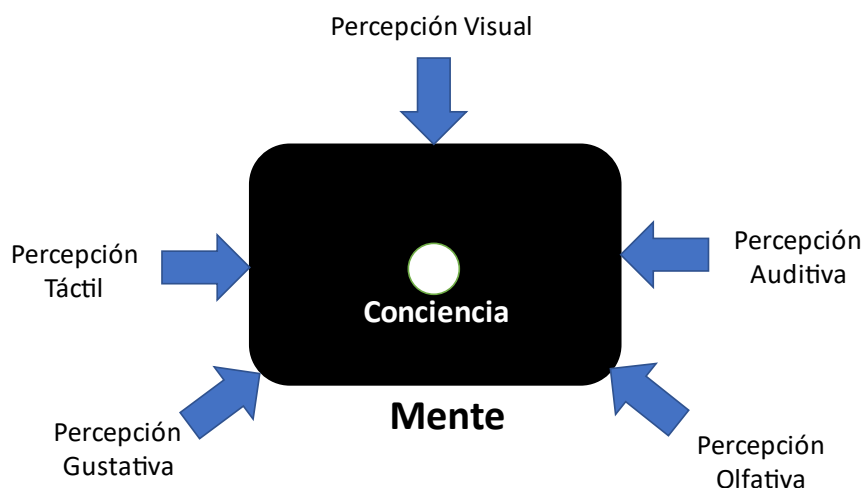 Percepción Visual
Percepción
Táctil
Percepción
Auditiva
Conciencia
Mente
Percepción
Gustativa
Percepción
Olfativa